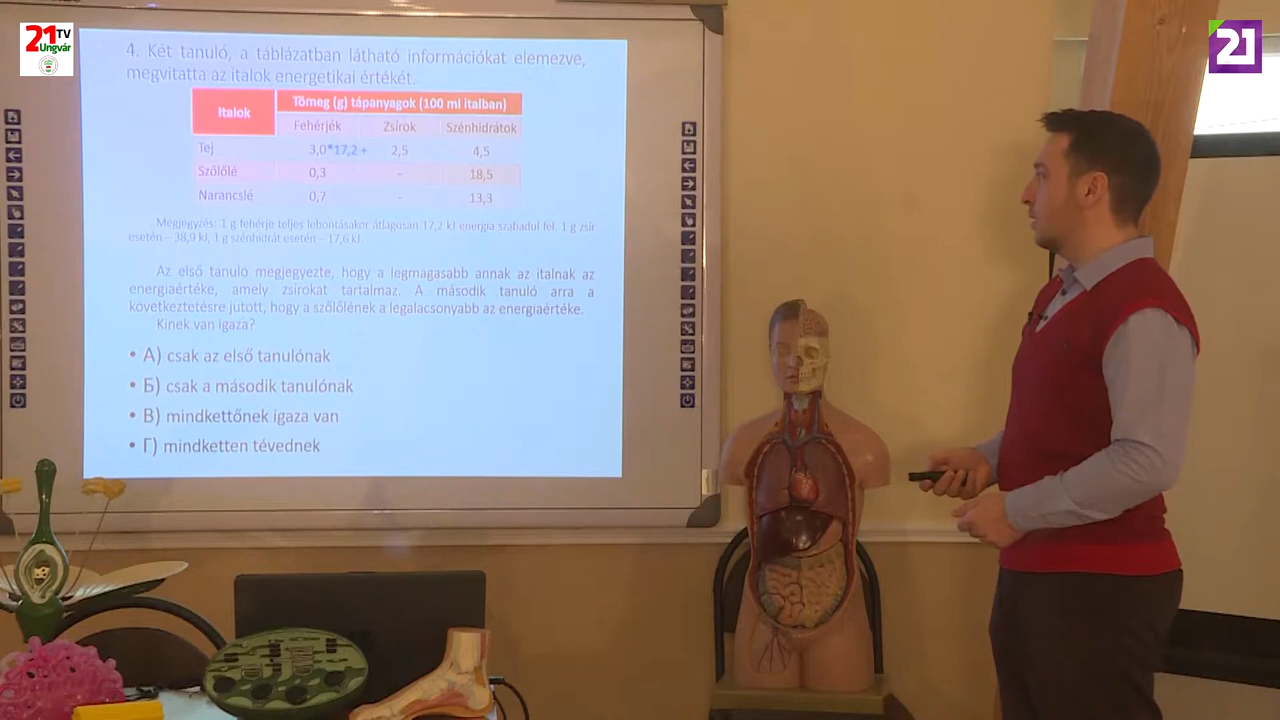 21 TV
Ungvár
21
4. Két tanuló, a táblázatban látható információkat elemezve,
megvitatta az italok energetikai értékét.
Italok
Tömeg (g) tápanyagok (100 ml italban)
Fehérjék Zsírok Szénhidrátok
Tej 3,0*17,2 + 2,5 4,5
Szőlőlé 0,3 - 18,5
Narancslé 0,7 - 13,3
Megjegyzés: 1 g fehérje teljes lebontásakor átlagosan 17,2 kJ energia szabadul fel, 1 g zsír
esetén – 38,9 kJ, 1 g szénhidrát esetén – 17,6 kJ.
Az első tanuló megjegyezte, hogy a legmagasabb annak az italnak az
energiaértéke, amely zsírokat tartalmaz. A második tanuló arra a
következtetésre jutott, hogy a szőlőlének a legalacsonyabb az energiaértéke.
Kinek van igaza?
• А) csak az első tanulónak
• Б) csak a második tanulónak
• В) mindkettőnek igaza van
• Г) mindketten tévednek